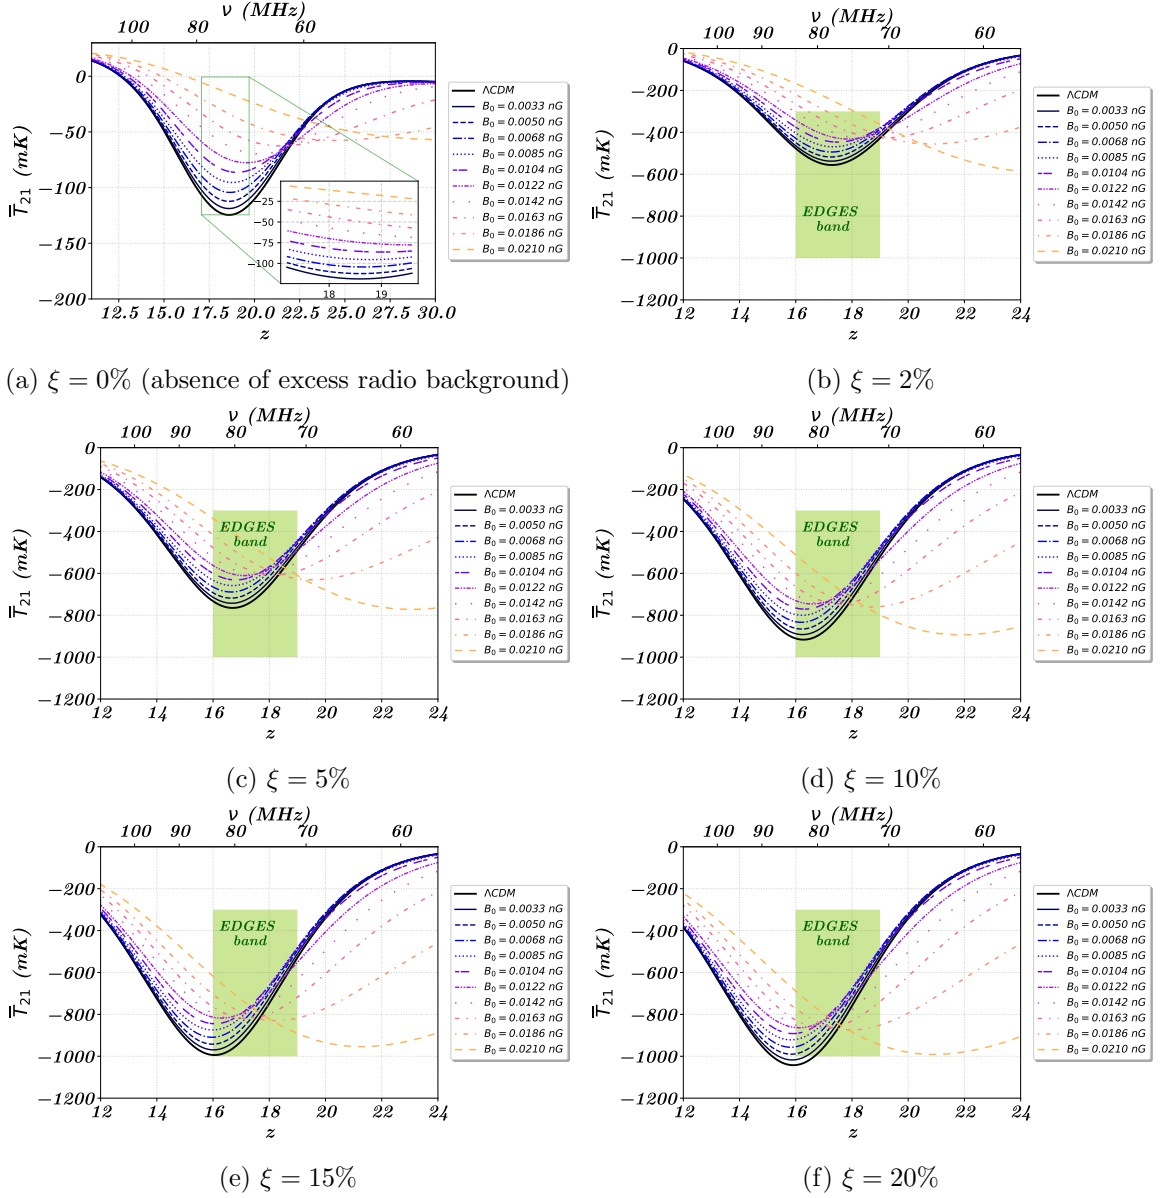 ν (MHz)
100 80 60
0
−50
−100
−150
−200
T̿₂₁ (mK)
12.5 15.0 17.5 20.0 22.5 25.0 27.5 30.0
z
−25
−50
−75
−100
18 19
ΛCDM
B₀ = 0.0033 nG
B₀ = 0.0050 nG
B₀ = 0.0068 nG
B₀ = 0.0085 nG
B₀ = 0.0104 nG
B₀ = 0.0122 nG
B₀ = 0.0142 nG
B₀ = 0.0163 nG
B₀ = 0.0186 nG
B₀ = 0.0210 nG
(a) ξ = 0% (absence of excess radio background)
ν (MHz)
100 90 80 70 60
0
−200
−400
−600
−800
−1000
−1200
T̿₂₁ (mK)
EDGES
band
12 14 16 18 20 22 24
z
ΛCDM
B₀ = 0.0033 nG
B₀ = 0.0050 nG
B₀ = 0.0068 nG
B₀ = 0.0085 nG
B₀ = 0.0104 nG
B₀ = 0.0122 nG
B₀ = 0.0142 nG
B₀ = 0.0163 nG
B₀ = 0.0186 nG
B₀ = 0.0210 nG
(b) ξ = 2%
ν (MHz)
100 90 80 70 60
0
−200
−400
−600
−800
−1000
−1200
T̿₂₁ (mK)
EDGES
band
12 14 16 18 20 22 24
z
ΛCDM
B₀ = 0.0033 nG
B₀ = 0.0050 nG
B₀ = 0.0068 nG
B₀ = 0.0085 nG
B₀ = 0.0104 nG
B₀ = 0.0122 nG
B₀ = 0.0142 nG
B₀ = 0.0163 nG
B₀ = 0.0186 nG
B₀ = 0.0210 nG
(c) ξ = 5%
ν (MHz)
100 90 80 70 60
0
−200
−400
−600
−800
−1000
−1200
T̿₂₁ (mK)
EDGES
band
12 14 16 18 20 22 24
z
ΛCDM
B₀ = 0.0033 nG
B₀ = 0.0050 nG
B₀ = 0.0068 nG
B₀ = 0.0085 nG
B₀ = 0.0104 nG
B₀ = 0.0122 nG
B₀ = 0.0142 nG
B₀ = 0.0163 nG
B₀ = 0.0186 nG
B₀ = 0.0210 nG
(d) ξ = 10%
ν (MHz)
100 90 80 70 60
0
−200
−400
−600
−800
−1000
−1200
T̿₂₁ (mK)
EDGES
band
12 14 16 18 20 22 24
z
ΛCDM
B₀ = 0.0033 nG
B₀ = 0.0050 nG
B₀ = 0.0068 nG
B₀ = 0.0085 nG
B₀ = 0.0104 nG
B₀ = 0.0122 nG
B₀ = 0.0142 nG
B₀ = 0.0163 nG
B₀ = 0.0186 nG
B₀ = 0.0210 nG
(e) ξ = 15%
ν (MHz)
100 90 80 70 60
0
−200
−400
−600
−800
−1000
−1200
T̿₂₁ (mK)
EDGES
band
12 14 16 18 20 22 24
z
ΛCDM
B₀ = 0.0033 nG
B₀ = 0.0050 nG
B₀ = 0.0068 nG
B₀ = 0.0085 nG
B₀ = 0.0104 nG
B₀ = 0.0122 nG
B₀ = 0.0142 nG
B₀ = 0.0163 nG
B₀ = 0.0186 nG
B₀ = 0.0210 nG
(f) ξ = 20%